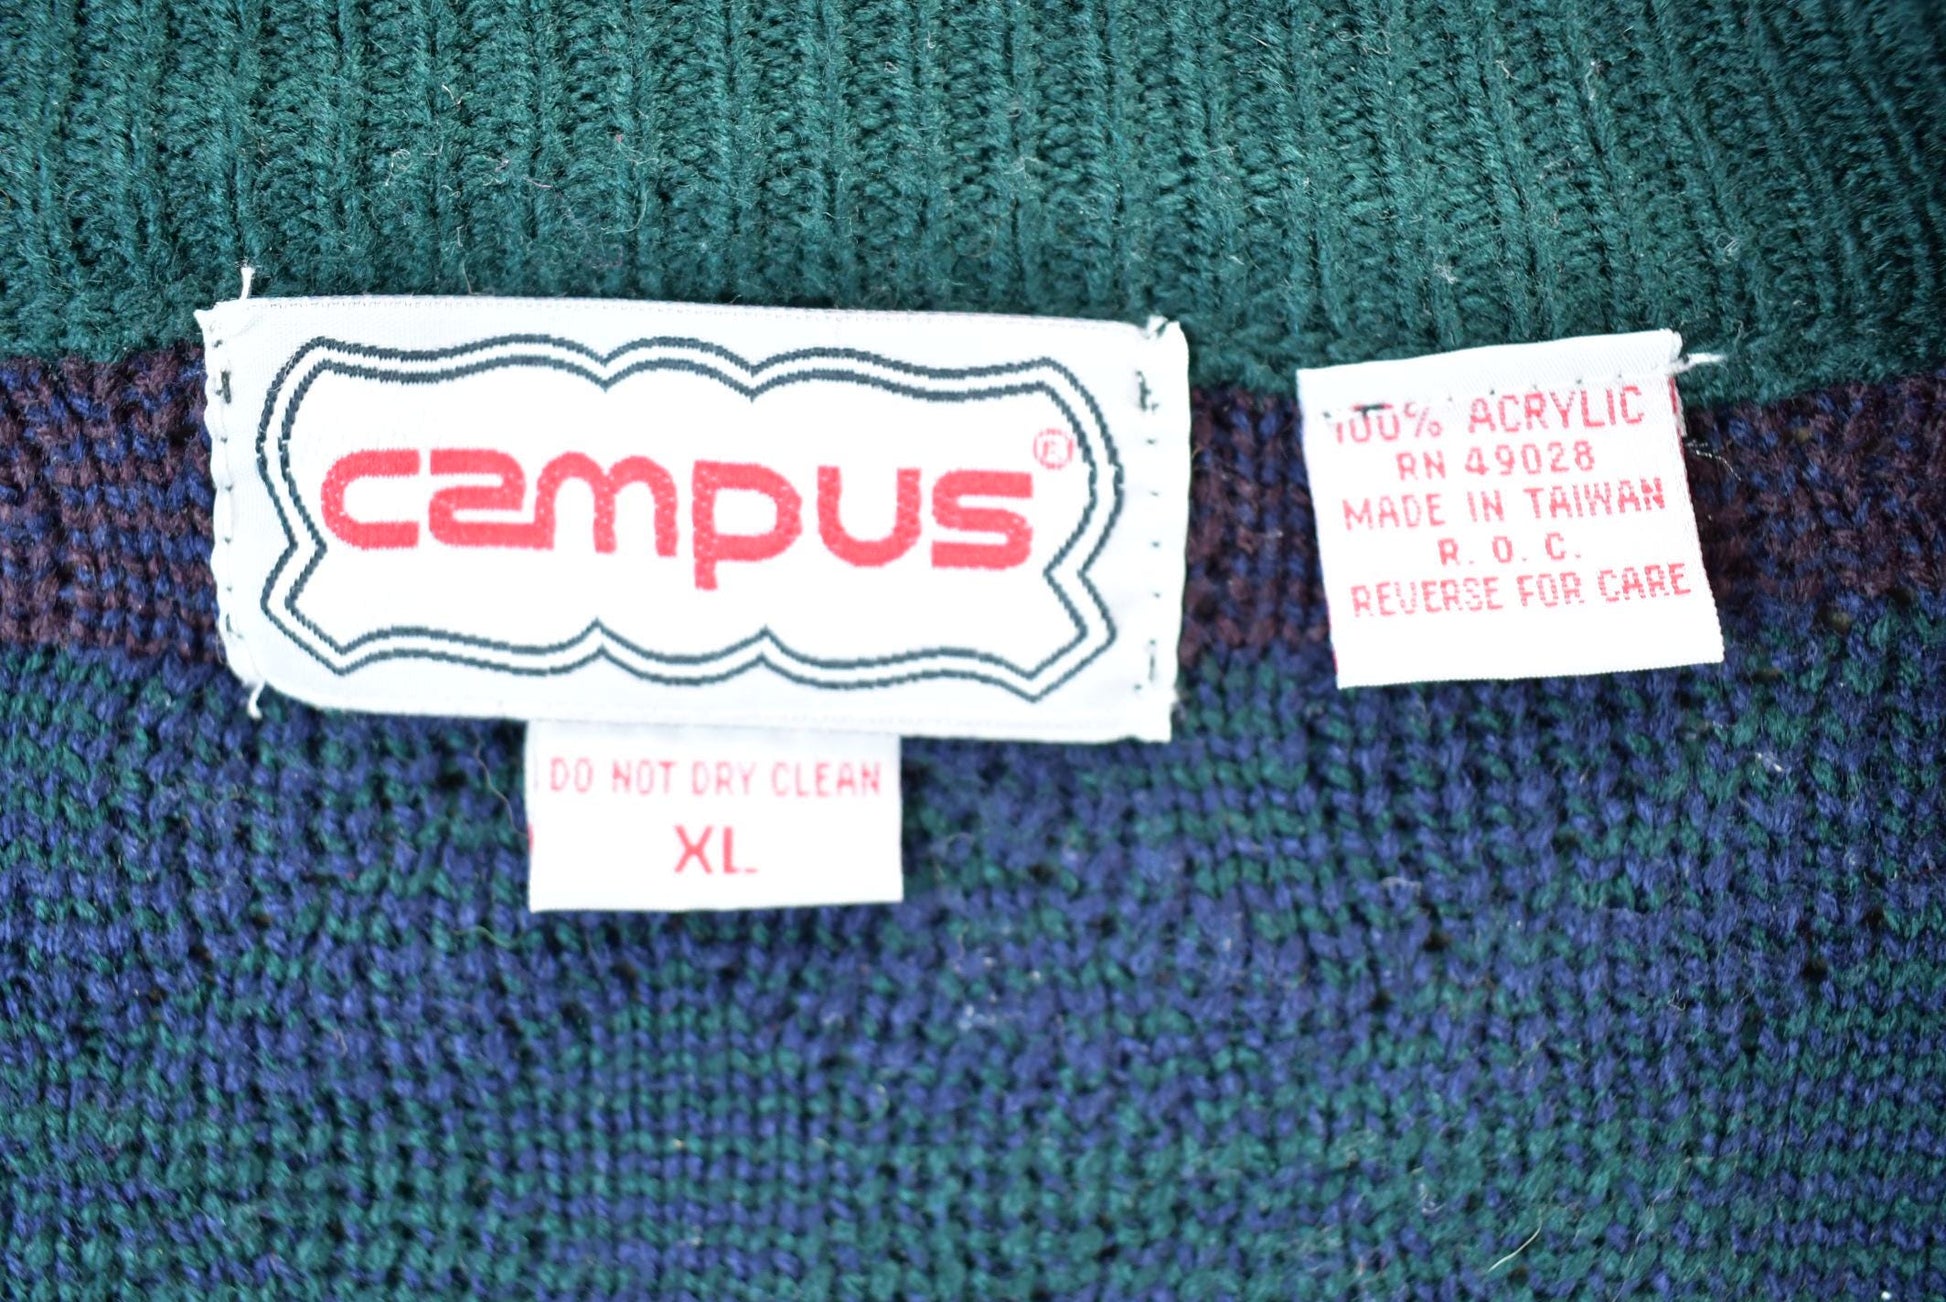 campus®
DO NOT DRY CLEAN
XL
100% ACRYLIC
RN 49028
MADE IN TAIWAN
R. O. C.
REVERSE FOR CARE